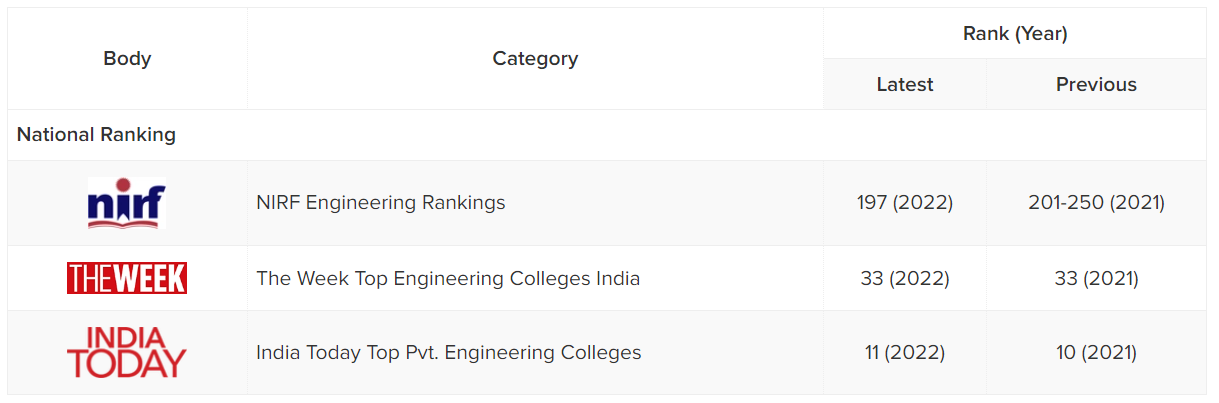 Body
Category
Rank (Year)
Latest
Previous
National Ranking
nirf
NIRF Engineering Rankings
197 (2022)
201-250 (2021)
THE WEEK
The Week Top Engineering Colleges India
33 (2022)
33 (2021)
INDIA
TODAY
India Today Top Pvt. Engineering Colleges
11 (2022)
10 (2021)